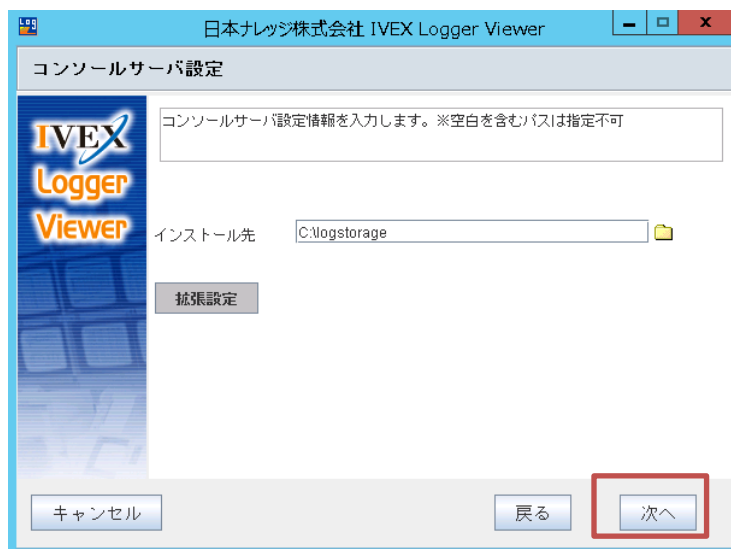 日本ナレッジ株式会社 IVEX Logger Viewer
コンソールサーバ設定
IVEX
Logger
Viewer
コンソールサーバ設定情報を入力します。※空白を含むパスは指定不可
インストール先 C:\logstorage
拡張設定
キャンセル 戻る 次へ